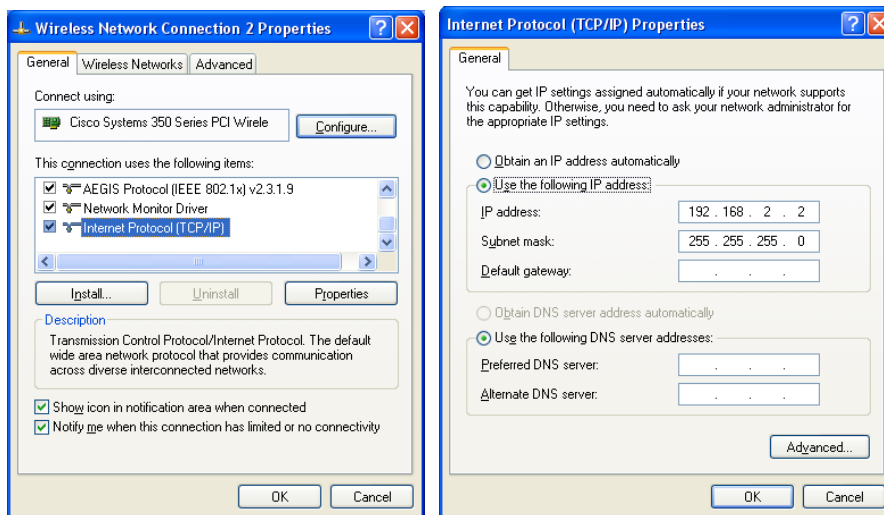 Wireless Network Connection 2 Properties
General
Wireless Networks
Advanced
Connect using:
Cisco Systems 350 Series PCI Wirele
Configure...
This connection uses the following items:
AEGIS Protocol (IEEE 802.1x) v2.3.1.9
Network Monitor Driver
Internet Protocol (TCP/IP)
Install...
Uninstall
Properties
Description
Transmission Control Protocol/Internet Protocol. The default
wide area network protocol that provides communication
across diverse interconnected networks.
Show icon in notification area when connected
Notify me when this connection has limited or no connectivity
OK
Cancel
Internet Protocol (TCP/IP) Properties
General
You can get IP settings assigned automatically if your network supports
this capability. Otherwise, you need to ask your network administrator for
the appropriate IP settings.
Obtain an IP address automatically
Use the following IP address:
IP address:
192 . 168 . 2 . 2
Subnet mask:
255 . 255 . 255 . 0
Default gateway:
. . .
Obtain DNS server address automatically
Use the following DNS server addresses:
Preferred DNS server:
. . .
Alternate DNS server:
. . .
Advanced...
OK
Cancel